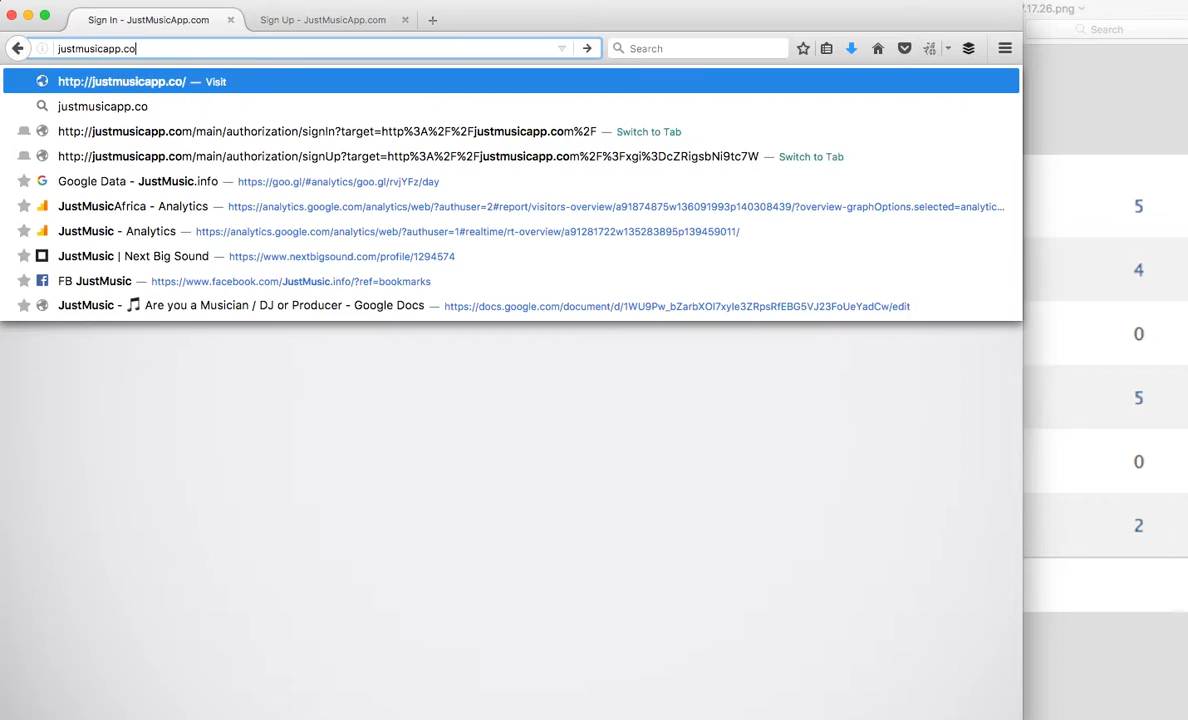 Sign In - JustMusicApp.com
Sign Up - JustMusicApp.com
.17.26.png
justmusicapp.co
Search
Search
http://justmusicapp.co/ — Visit
justmusicapp.co
http://justmusicapp.com/main/authorization/signIn?target=http%3A%2F%2Fjustmusicapp.com%2F — Switch to Tab
http://justmusicapp.com/main/authorization/signUp?target=http%3A%2F%2Fjustmusicapp.com%2F%3Fxgi%3DcZRigsbNi9tc7W — Switch to Tab
Google Data - JustMusic.info — https://goo.gl/#analytics/goo.gl/rvjYFz/day
JustMusicAfrica - Analytics — https://analytics.google.com/analytics/web/?authuser=2#report/visitors-overview/a91874875w136091993p140308439/?overview-graphOptions.selected=analytic...
JustMusic - Analytics — https://analytics.google.com/analytics/web/?authuser=1#realtime/rt-overview/a91281722w135283895p139459011/
JustMusic | Next Big Sound — https://www.nextbigsound.com/profile/1294574
FB JustMusic — https://www.facebook.com/JustMusic.info/?ref=bookmarks
JustMusic - 🎵 Are you a Musician / DJ or Producer - Google Docs — https://docs.google.com/document/d/1WU9Pw_bZarbXOl7xyIe3ZRpsRfEBG5VJ23FoUeYadCw/edit
5
4
0
5
0
2